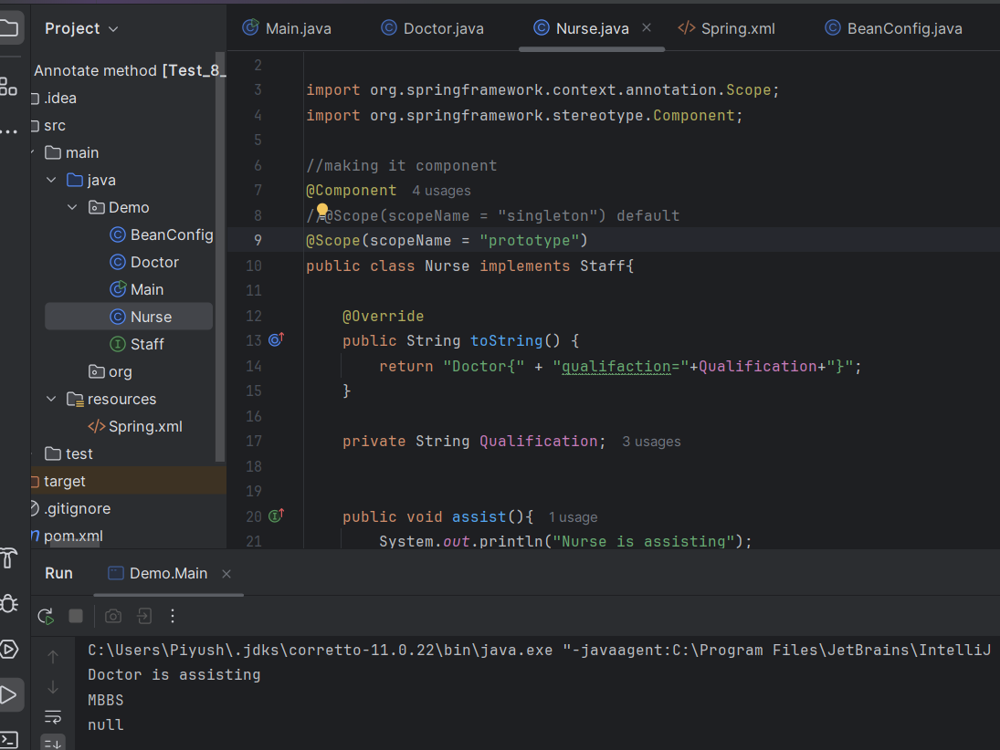 Project
Main.java
Doctor.java
Nurse.java
Spring.xml
BeanConfig.java
Annotate method [Test_8_
.idea
src
main
java
Demo
BeanConfig
Doctor
Main
Nurse
Staff
org
resources
Spring.xml
test
target
.gitignore
pom.xml
2
3 import org.springframework.context.annotation.Scope;
4 import org.springframework.stereotype.Component;
5
6 //making it component
7 @Component 4 usages
8 //@Scope(scopeName = "singleton") default
9 @Scope(scopeName = "prototype")
10 public class Nurse implements Staff{
11
12 @Override
13 public String toString() {
14 return "Doctor{" + "qualifaction="+Qualification+"}";
15 }
16
17 private String Qualification; 3 usages
18
19
20 public void assist(){ 1 usage
21 System.out.println("Nurse is assisting");
Run
Demo.Main
C:\Users\Piyush\.jdks\corretto-11.0.22\bin\java.exe "-javaagent:C:\Program Files\JetBrains\IntelliJ
Doctor is assisting
MBBS
null